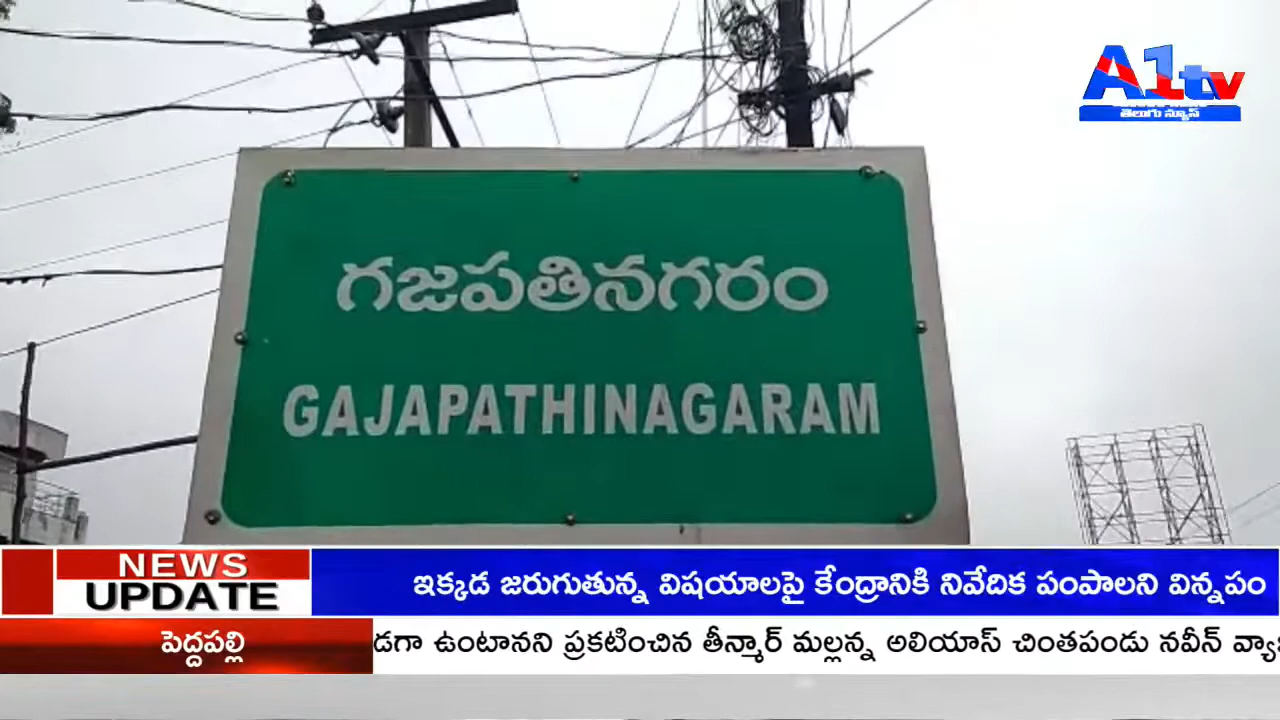 A1tv
తెలుగు న్యూస్
గజపతినగరం
GAJAPATHINAGARAM
NEWS
UPDATE
ఇక్కడ జరుగుతున్న విషయాలపై కేంద్రానికి నివేదిక పంపాలని విన్నపం
పెద్దపల్లి
డగా ఉంటానని ప్రకటించిన తీన్మార్ మల్లన్న అలియాస్ చింతపండు నవీన్